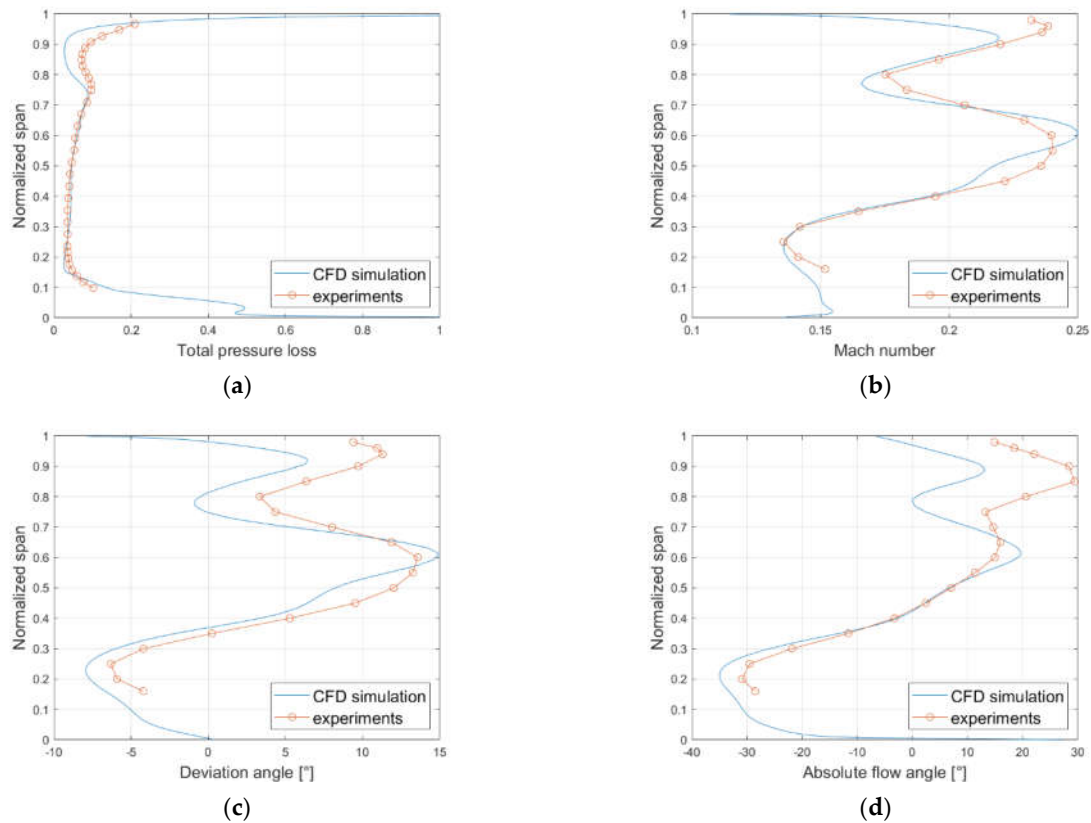 1
0.9
0.8
0.7
0.6
0.5
0.4
0.3
0.2
0.1
0
Normalized span
CFD simulation
experiments
0 0.2 0.4 0.6 0.8 1
Total pressure loss
(a)
1
0.9
0.8
0.7
0.6
0.5
0.4
0.3
0.2
0.1
0
Normalized span
CFD simulation
experiments
0.1 0.15 0.2 0.25
Mach number
(b)
1
0.9
0.8
0.7
0.6
0.5
0.4
0.3
0.2
0.1
0
Normalized span
CFD simulation
experiments
-10 -5 0 5 10 15
Deviation angle [°]
(c)
1
0.9
0.8
0.7
0.6
0.5
0.4
0.3
0.2
0.1
0
Normalized span
CFD simulation
experiments
-40 -30 -20 -10 0 10 20 30
Absolute flow angle [°]
(d)